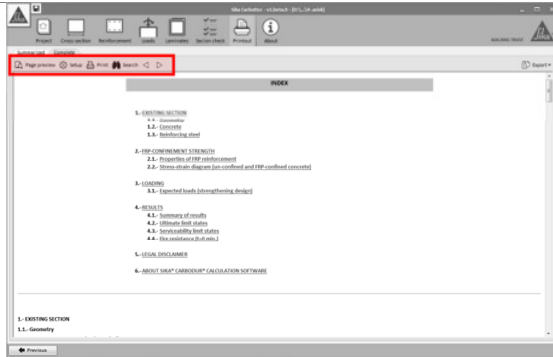 Sika Carbodur
Project Cross-section Reinforcement Loads Laminates Section check Printout About
BUILDING TRUST
Summarized Complete
Page preview Setup Print Search Export
INDEX
1.- EXISTING SECTION
1.1.- Geometry
1.2.- Concrete
1.3.- Reinforcing steel
2.- FRP-CONFINEMENT STRENGTH
2.1.- Properties of FRP reinforcement
2.2.- Stress-strain diagram (un-confined and FRP-confined concrete)
3.- LOADING
3.1.- Expected loads (strengthening design)
4.- RESULTS
4.1.- Summary of results
4.2.- Ultimate limit states
4.3.- Serviceability limit states
4.4.- Fire resistance (t=0 min.)
5.- LEGAL DISCLAIMER
6.- ABOUT SIKA® CARBODUR® CALCULATION SOFTWARE
1.- EXISTING SECTION
1.1.- Geometry
Previous